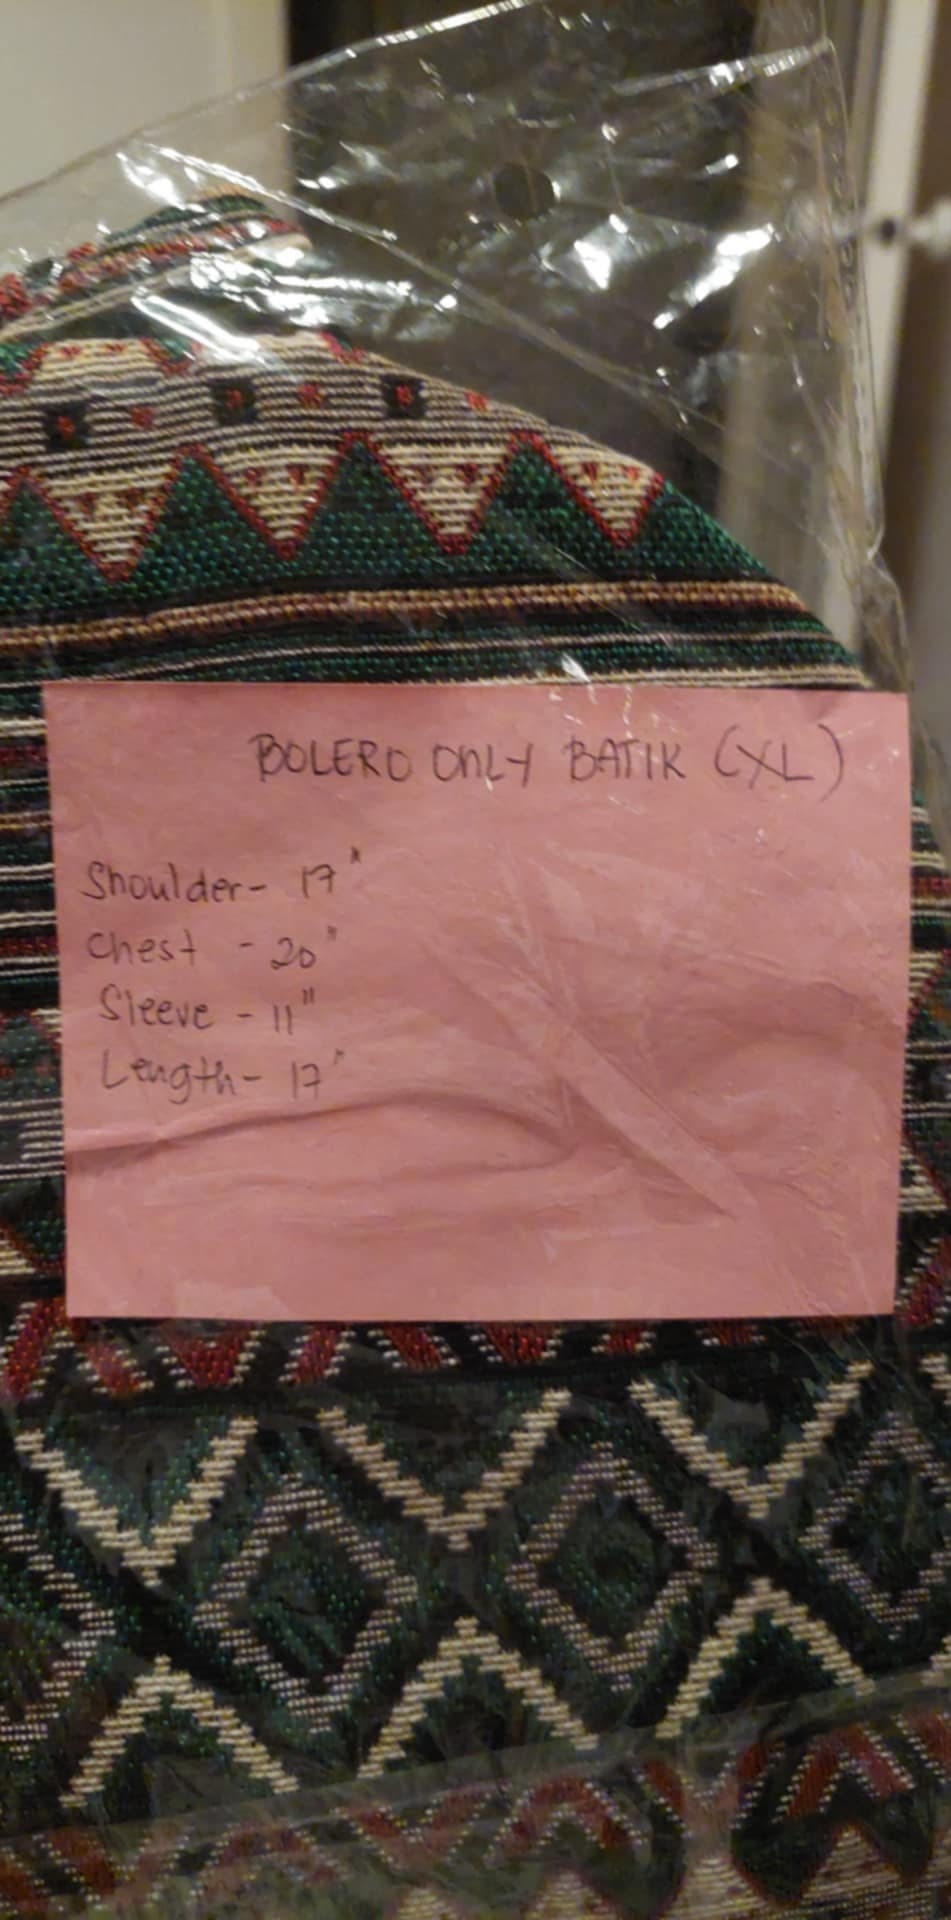 BOLERO ONLY BATIK (XL)
Shoulder- 17"
Chest - 20"
Sleeve - 11"
Length- 17"